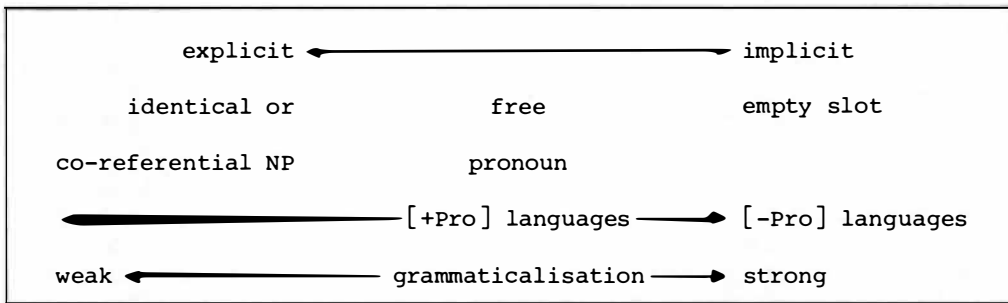 explicit implicit
identical or free empty slot
co-referential NP pronoun
[+Pro] languages [-Pro] languages
weak grammaticalisation strong